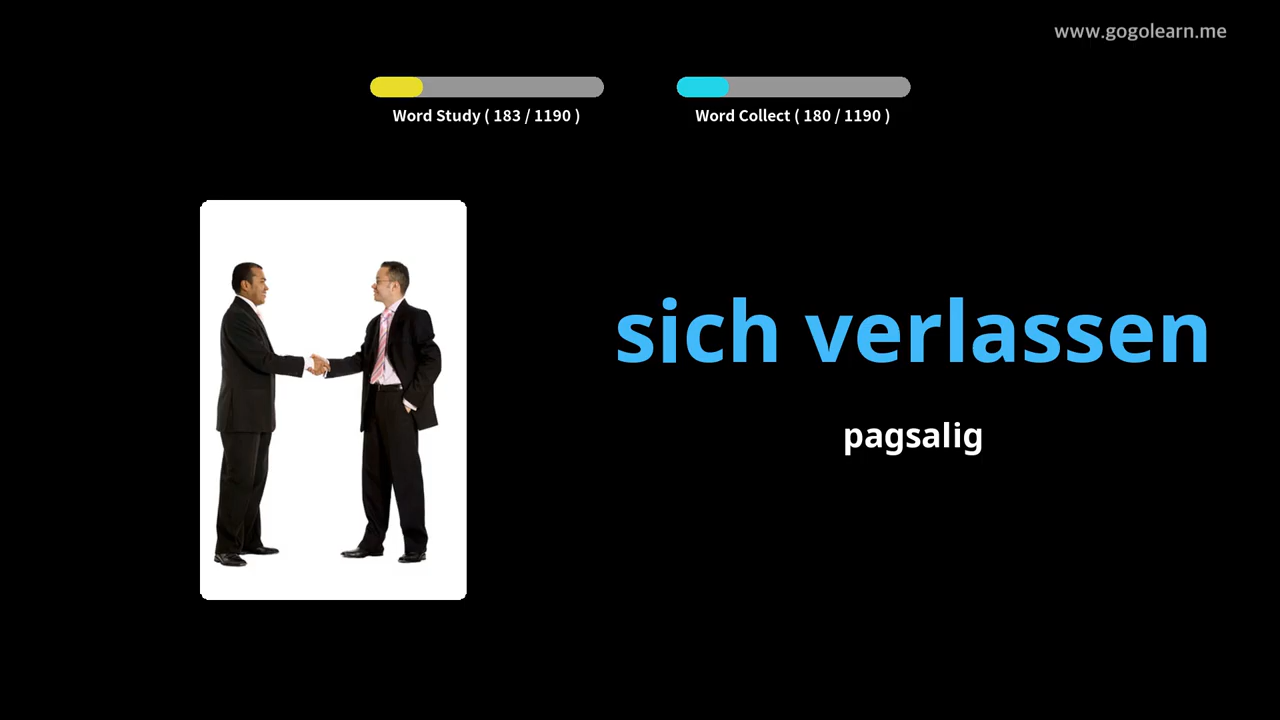 www.gogolearn.me
Word Study ( 183 / 1190 )
Word Collect ( 180 / 1190 )
sich verlassen
pagsalig